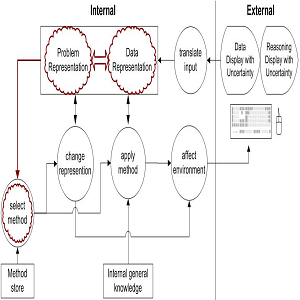 Internal
External
Problem
Representation
Data
Representation
translate
input
Data
Display with
Uncertainty
Reasoning
Display with
Uncertainty
change
represention
apply
method
affect
environment
select
method
Method
store
Internal general
knowledge